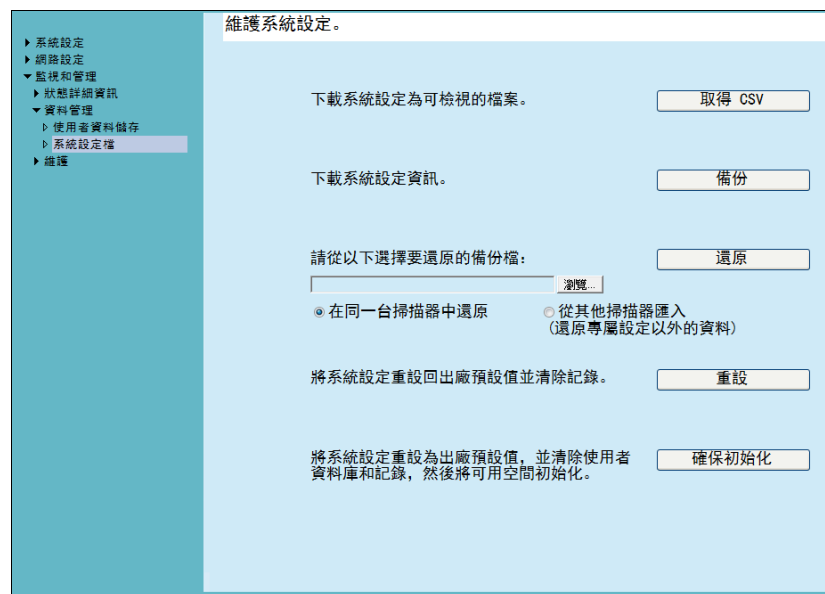 維護系統設定。
系統設定
網路設定
監視和管理
狀態詳細資訊
資料管理
使用者資料儲存
系統設定檔
維護
下載系統設定為可檢視的檔案。
取得 CSV
下載系統設定資訊。
備份
請從以下選擇要還原的備份檔：
還原
瀏覽...
在同一台掃描器中還原
從其他掃描器匯入
(還原專屬設定以外的資料)
將系統設定重設回出廠預設值並清除記錄。
重設
將系統設定重設為出廠預設值，並清除使用者
資料庫和記錄，然後將可用空間初始化。
確保初始化